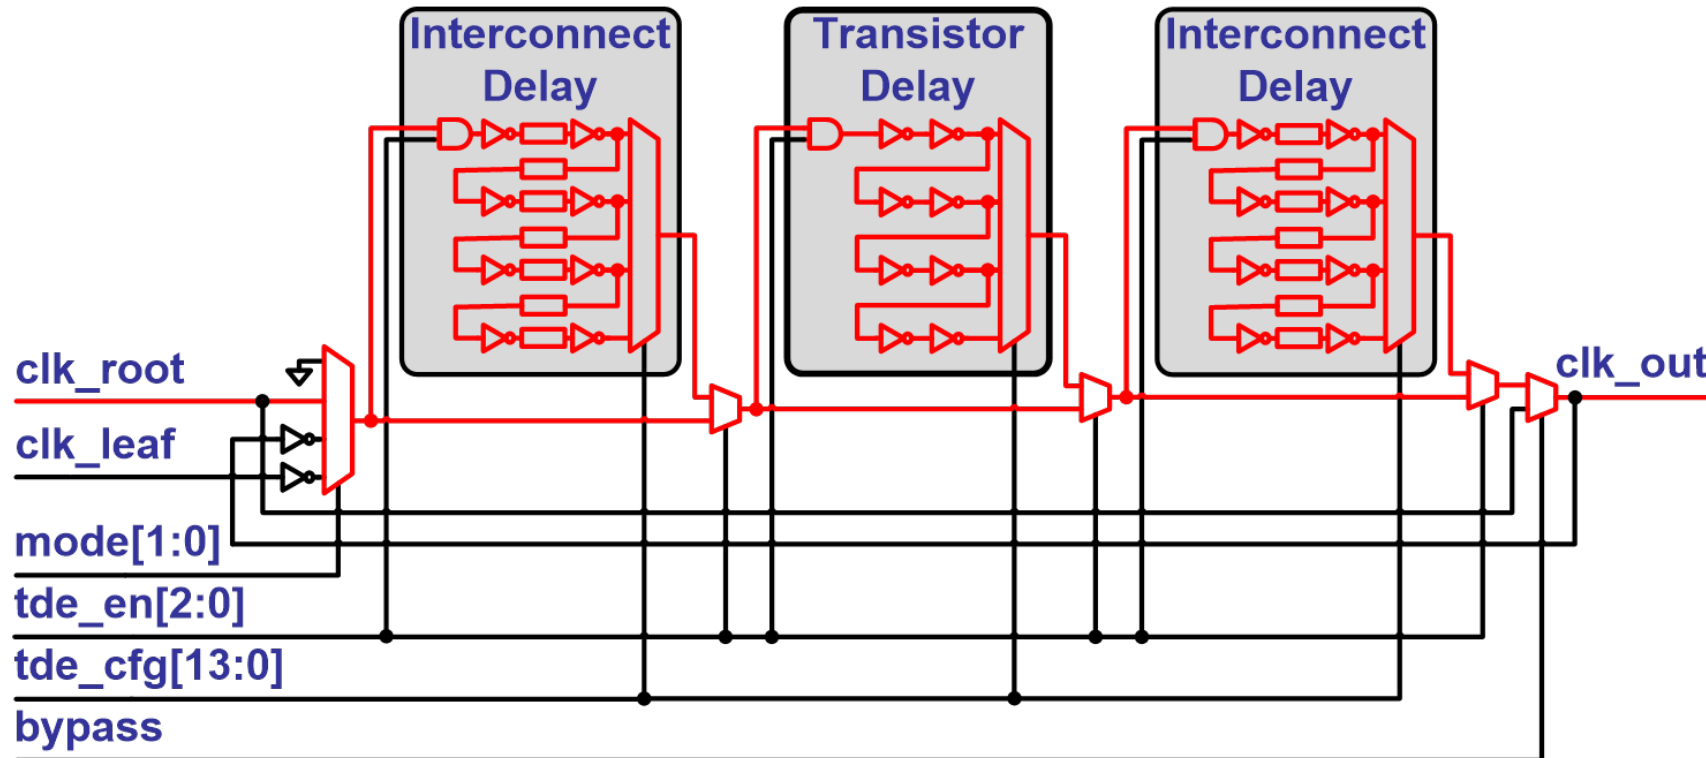 Interconnect
Delay
Transistor
Delay
Interconnect
Delay
clk_root
clk_leaf
clk_out
mode[1:0]
tde_en[2:0]
tde_cfg[13:0]
bypass